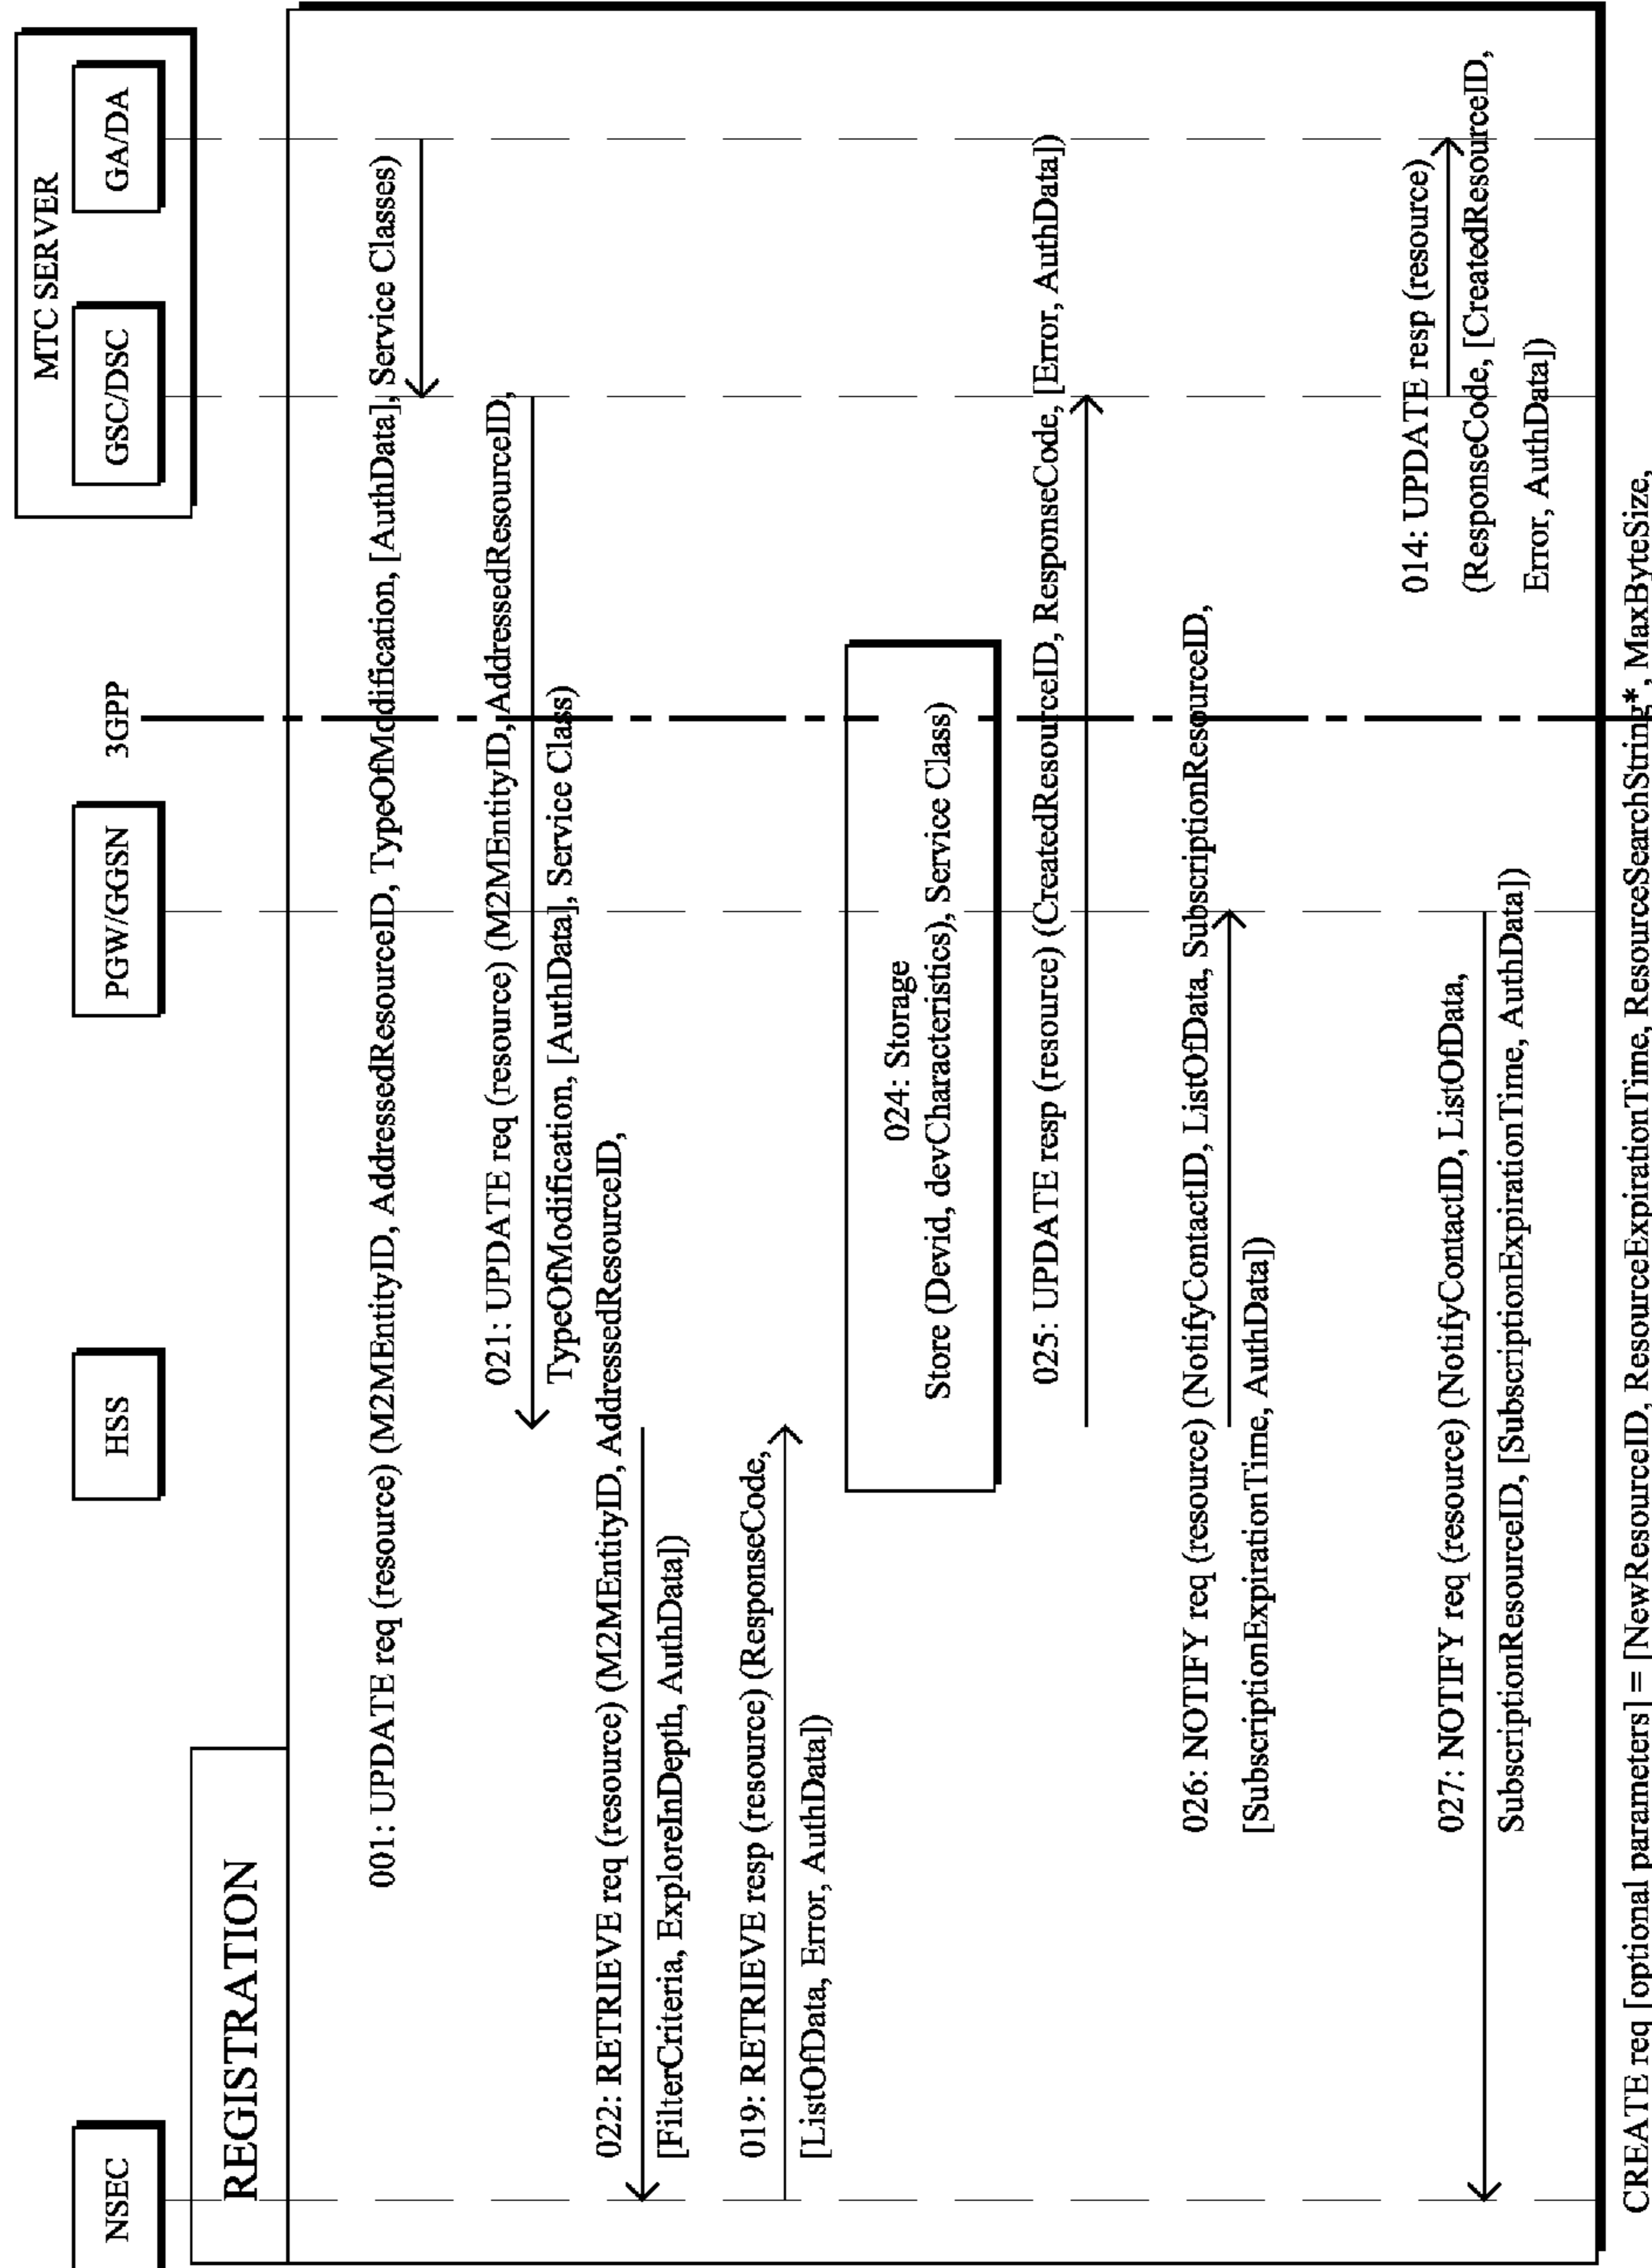 MTC SERVER
NSEC
HSS
PGW/GGSN
3GPP
GSC/DSC
GA/DA
REGISTRATION
001: UPDATE req (resource) (M2MEntityID, AddressedResourceID, TypeOfModification, [AuthData], Service Classes)
021: UPDATE req (resource) (M2MEntityID, AddressedResourceID,
TypeOfModification, [AuthData], Service Class)
022: RETRIEVE req (resource) (M2MEntityID, AddressedResourceID,
[FilterCriteria, ExploreInDepth, AuthData])
019: RETRIEVE resp (resource) (ResponseCode,
[ListOfData, Error, AuthData])
024: Storage
Store (Devid, devCharacteristics), Service Class)
025: UPDATE resp (resource) (CreatedResourceID, ResponseCode, [Error, AuthData])
026: NOTIFY req (resource) (NotifyContactID, ListOfData, SubscriptionResourceID,
[SubscriptionExpirationTime, AuthData])
014: UPDATE resp (resource)
(ResponseCode, [CreatedResourceID,
Error, AuthData])
027: NOTIFY req (resource) (NotifyContactID, ListOfData,
SubscriptionResourceID, [SubscriptionExpirationTime, AuthData])
CREATE req [optional parameters] = [NewResourceID, ResourceExpirationTime, ResourceSearchString*, MaxByteSize,